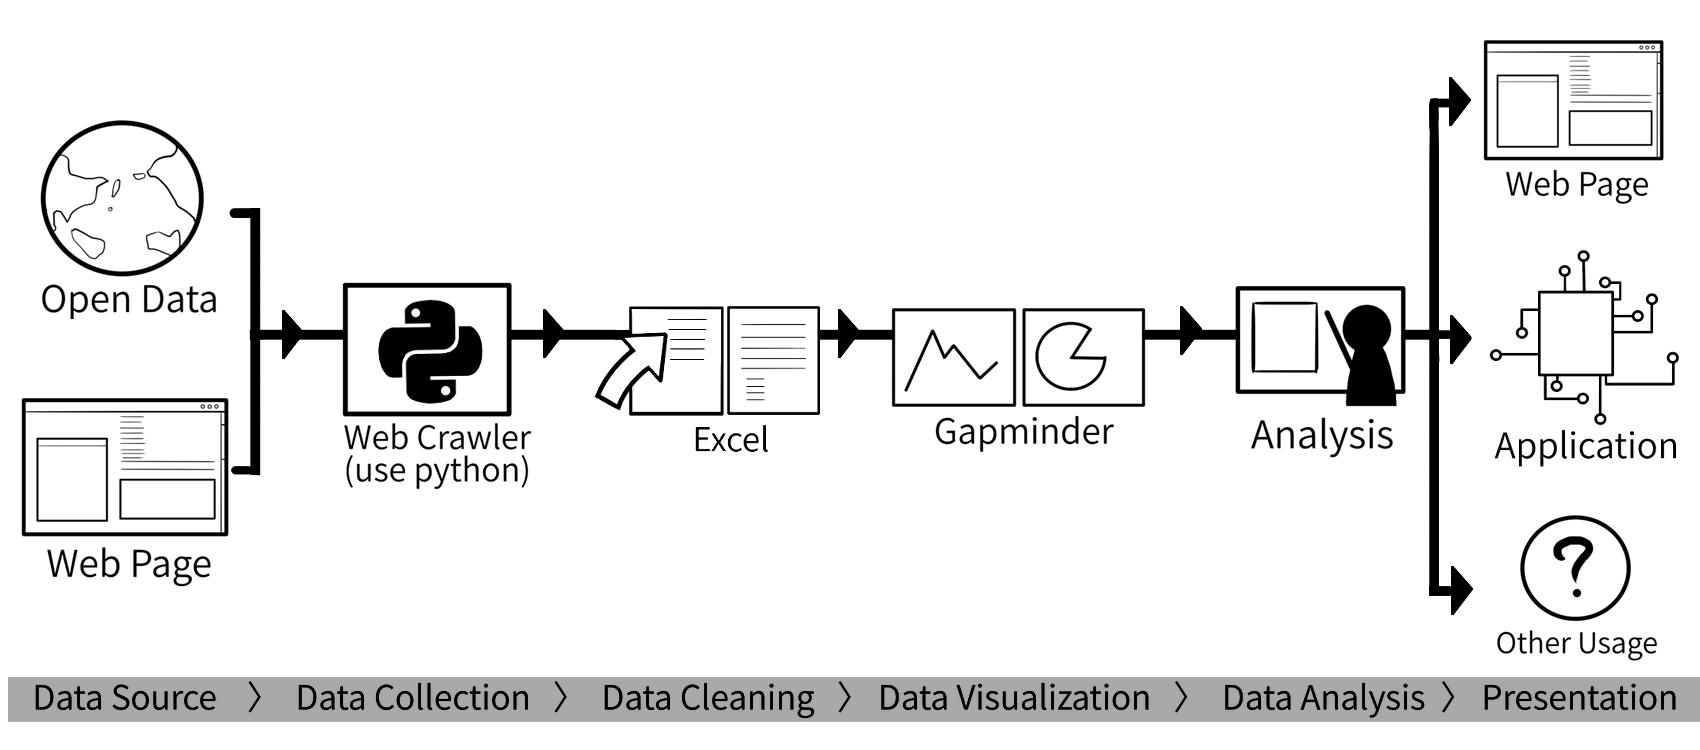 Open Data
Web Page
Web Crawler
(use python)
Excel
Gapminder
Analysis
Web Page
Application
?
Other Usage
Data Source 〉 Data Collection 〉 Data Cleaning 〉 Data Visualization 〉 Data Analysis 〉 Presentation